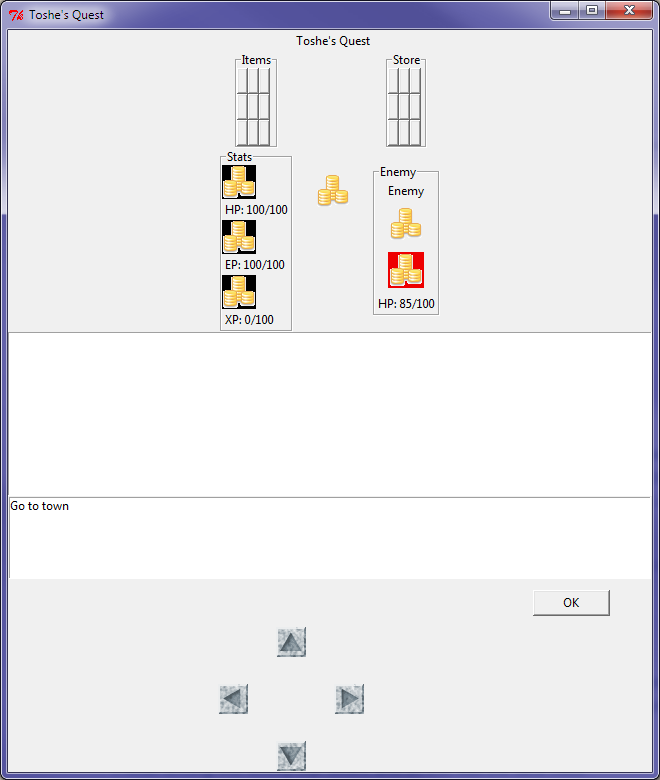 Toshe's Quest
Toshe's Quest
Items
Store
Stats
HP: 100/100
EP: 100/100
XP: 0/100
Enemy
Enemy
HP: 85/100
Go to town
OK